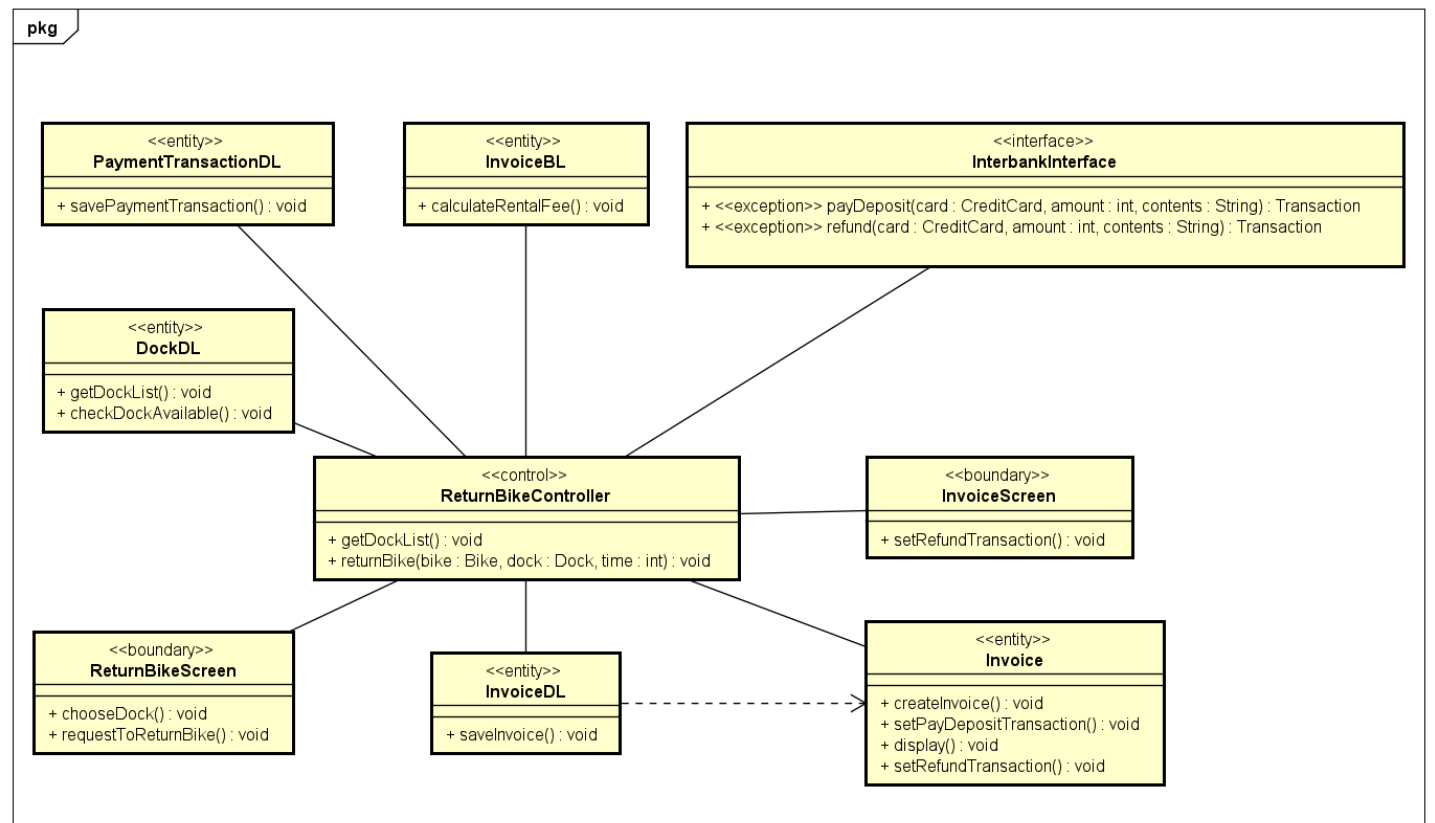 pkg
<<entity>>
PaymentTransactionDL
+ savePaymentTransaction() : void
<<entity>>
InvoiceBL
+ calculateRentalFee() : void
<<interface>>
InterbankInterface
+ <<exception>> payDeposit(card : CreditCard, amount : int, contents : String) : Transaction
+ <<exception>> refund(card : CreditCard, amount : int, contents : String) : Transaction
<<entity>>
DockDL
+ getDockList() : void
+ checkDockAvailable() : void
<<control>>
ReturnBikeController
+ getDockList() : void
+ returnBike(bike : Bike, dock : Dock, time : int) : void
<<boundary>>
InvoiceScreen
+ setRefundTransaction() : void
<<boundary>>
ReturnBikeScreen
+ chooseDock() : void
+ requestToReturnBike() : void
<<entity>>
InvoiceDL
+ saveInvoice() : void
<<entity>>
Invoice
+ createInvoice() : void
+ setPayDepositTransaction() : void
+ display() : void
+ setRefundTransaction() : void